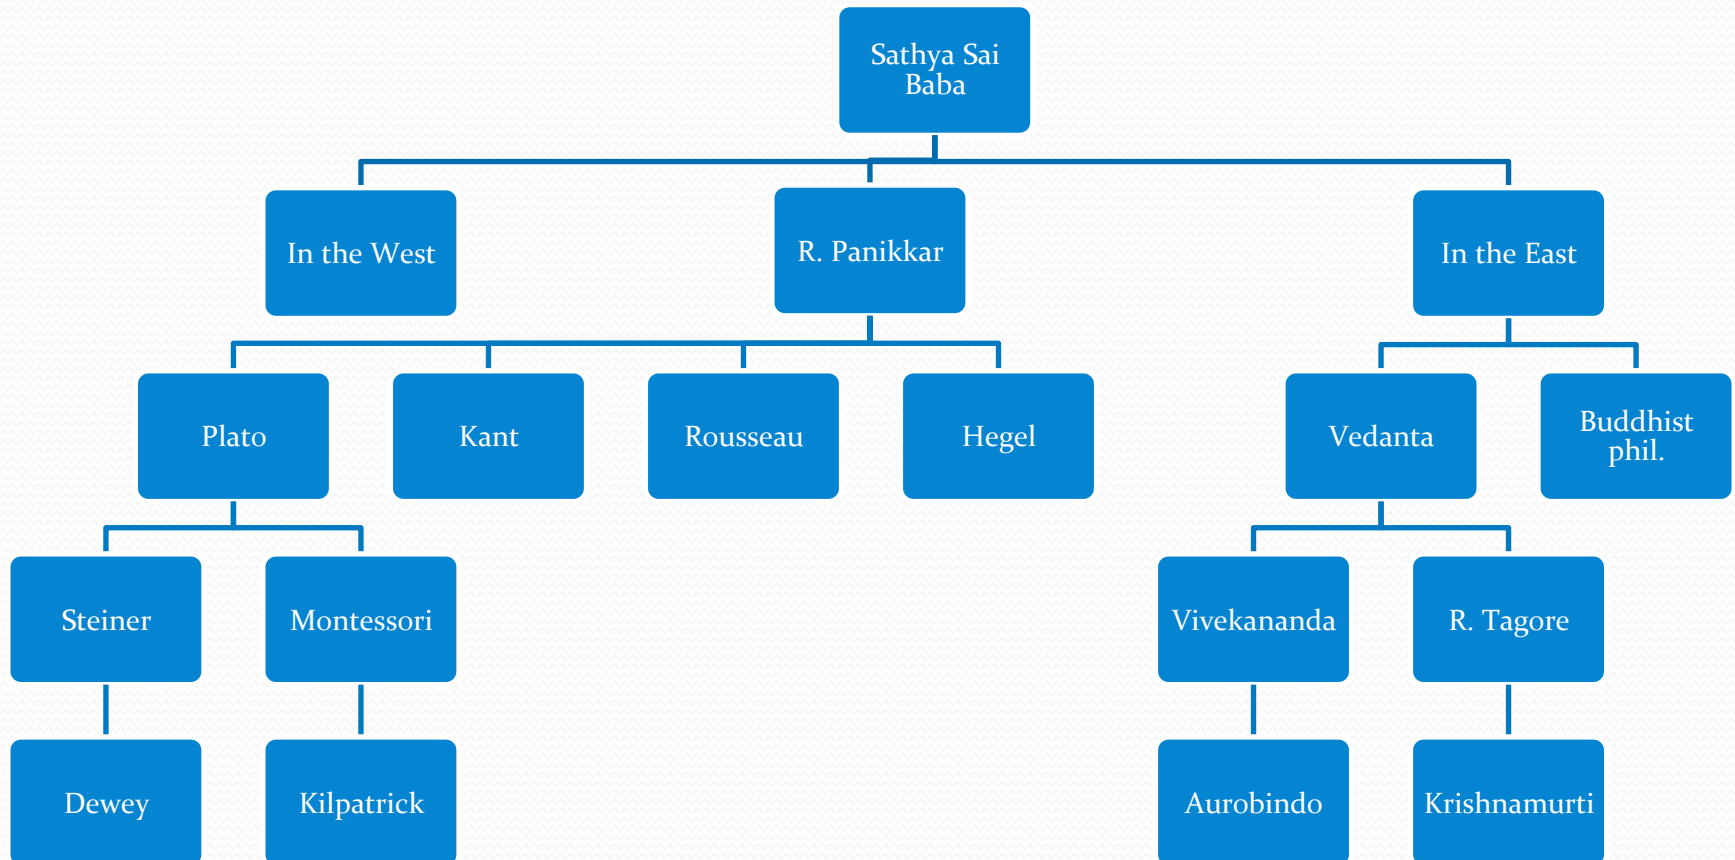 Sathya Sai
Baba
In the West
R. Panikkar
In the East
Plato
Kant
Rousseau
Hegel
Vedanta
Buddhist
phil.
Steiner
Montessori
Vivekananda
R. Tagore
Dewey
Kilpatrick
Aurobindo
Krishnamurti